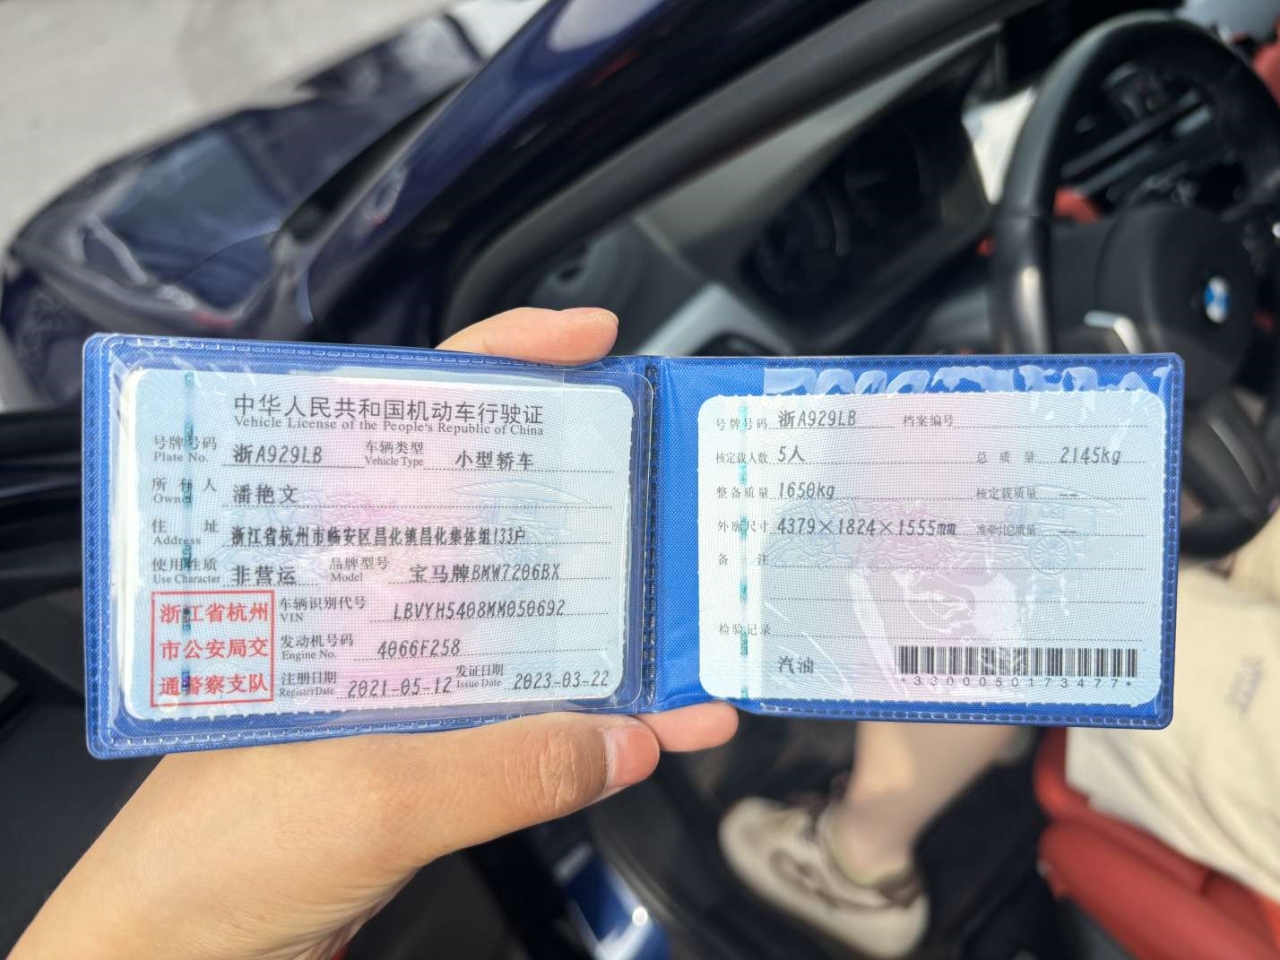 中华人民共和国机动车行驶证
Vehicle License of the People's Republic of China
号牌号码 浙A929LB 车辆类型 小型轿车
Plate No. Vehicle Type
所有人 潘艳文
Owner
住址 浙江省杭州市临安区昌化镇昌化集体组133户
Address
使用性质 非营运 品牌型号 宝马牌BMW7206BX
Use Character Model
浙江省杭州
市公安局交
通警察支队
车辆识别代号 LBVYH5408MM050692
VIN
发动机号码 4066F258
Engine No.
注册日期 2021-05-12 发证日期 2023-03-22
Register Date Issue Date
号牌号码 浙A929LB 档案编号
核定载人数 5人 总质量 2145kg
整备质量 1650kg 核定载质量 --
外廓尺寸 4379×1824×1555mm 准牵引总质量 --
备注
检验记录
汽油
*3300050173477*